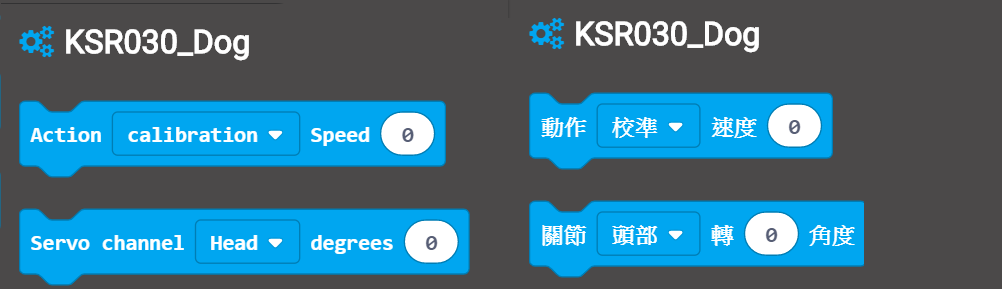 KSR030_Dog
Action calibration Speed 0
Servo channel Head degrees 0
KSR030_Dog
動作 校準 速度 0
關節 頭部 轉 0 角度